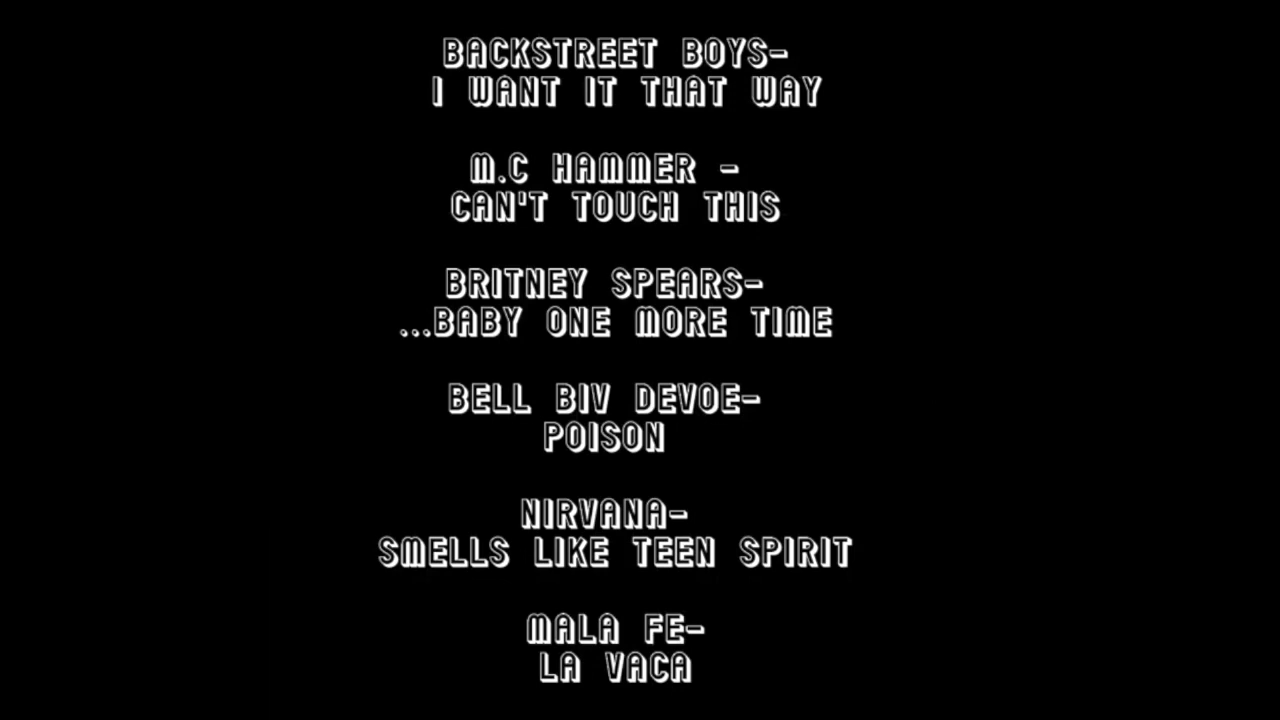 BACKSTREET BOYS-
I WANT IT THAT WAY
M.C HAMMER -
CAN'T TOUCH THIS
BRITNEY SPEARS-
...BABY ONE MORE TIME
BELL BIV DEVOE-
POISON
NIRVANA-
SMELLS LIKE TEEN SPIRIT
MALA FE-
LA VACA